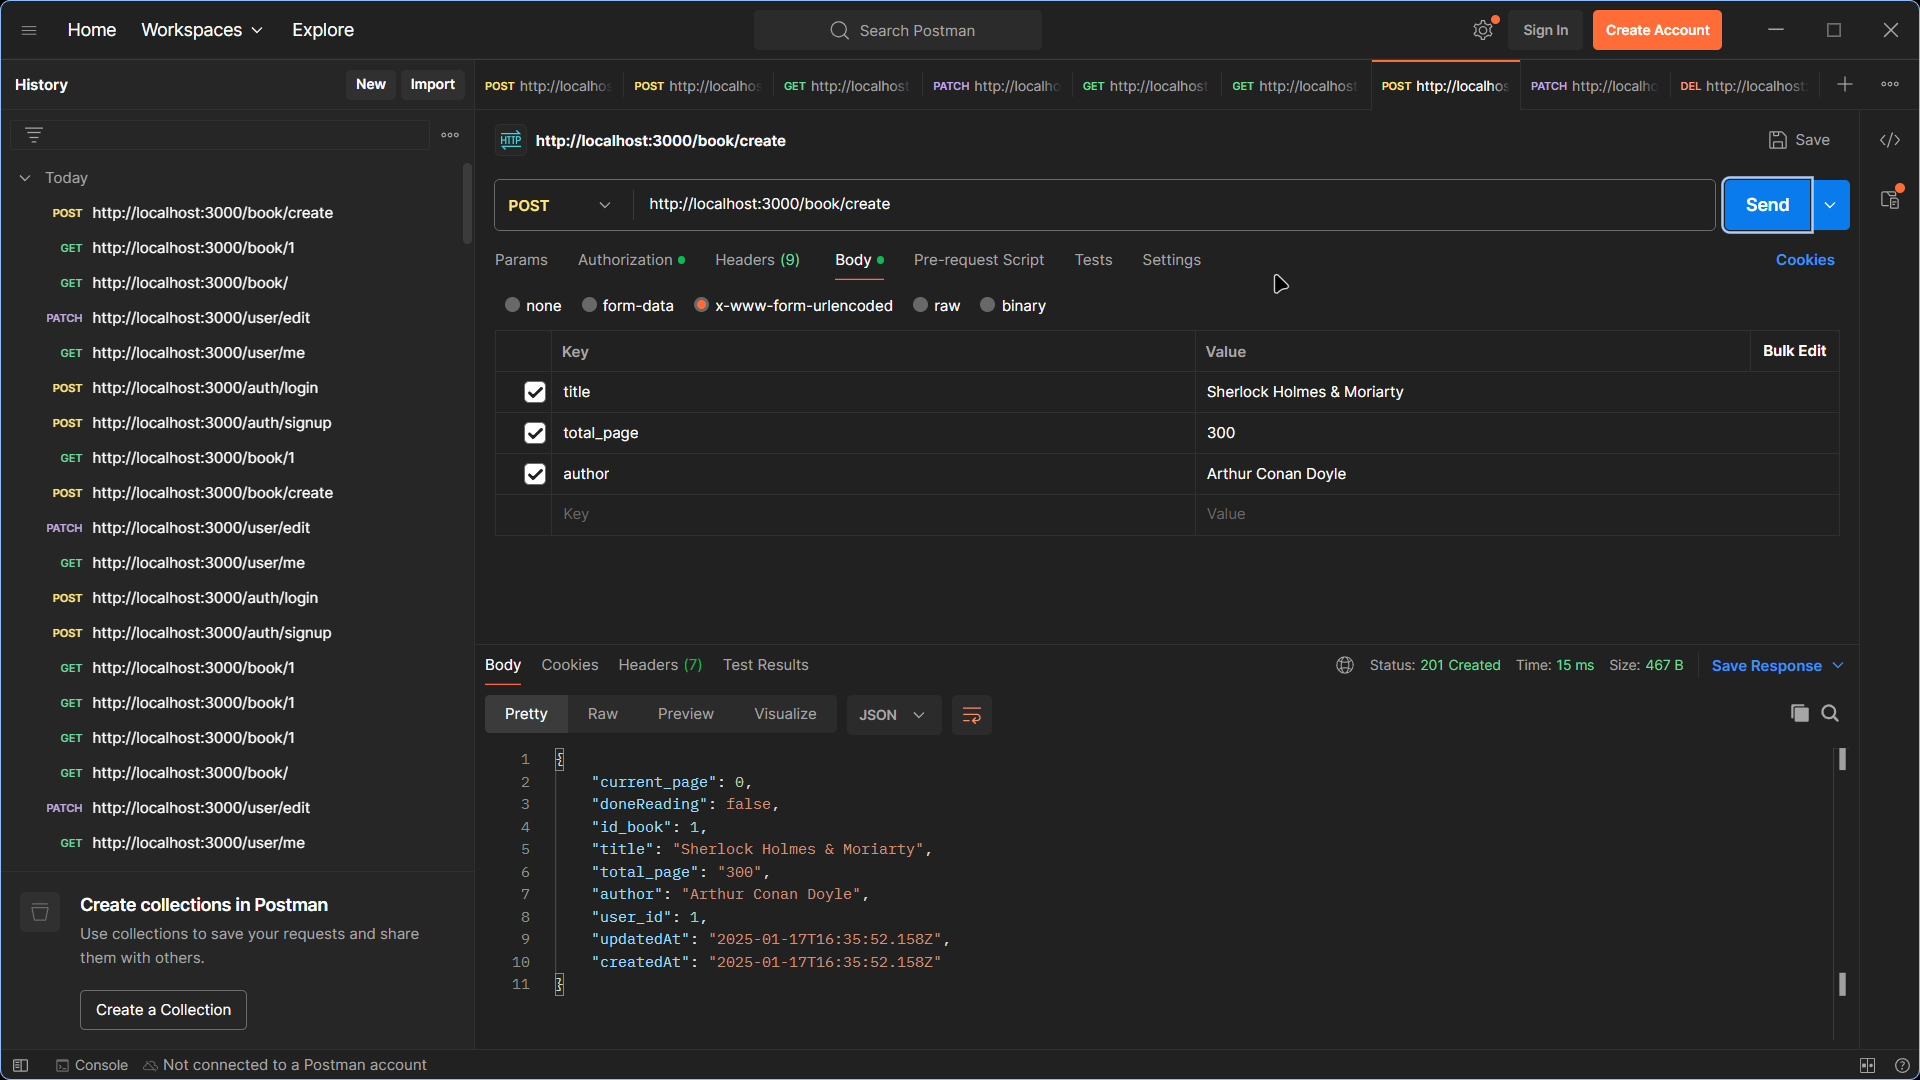 Home Workspaces Explore Search Postman Sign In Create Account
History New Import
POST http://localhos POST http://localhos GET http://localhost PATCH http://localho GET http://localhost GET http://localhost POST http://localhos PATCH http://localho DEL http://localhost:
Today
POST http://localhost:3000/book/create
GET http://localhost:3000/book/1
GET http://localhost:3000/book/
PATCH http://localhost:3000/user/edit
GET http://localhost:3000/user/me
POST http://localhost:3000/auth/login
POST http://localhost:3000/auth/signup
GET http://localhost:3000/book/1
POST http://localhost:3000/book/create
PATCH http://localhost:3000/user/edit
GET http://localhost:3000/user/me
POST http://localhost:3000/auth/login
POST http://localhost:3000/auth/signup
GET http://localhost:3000/book/1
GET http://localhost:3000/book/1
GET http://localhost:3000/book/1
GET http://localhost:3000/book/
PATCH http://localhost:3000/user/edit
GET http://localhost:3000/user/me
Create collections in Postman
Use collections to save your requests and share
them with others.
Create a Collection
HTTP http://localhost:3000/book/create Save
POST http://localhost:3000/book/create Send
Params Authorization Headers (9) Body Pre-request Script Tests Settings Cookies
none form-data x-www-form-urlencoded raw binary
Key Value Bulk Edit
title Sherlock Holmes & Moriarty
total_page 300
author Arthur Conan Doyle
Key Value
Body Cookies Headers (7) Test Results Status: 201 Created Time: 15 ms Size: 467 B Save Response
Pretty Raw Preview Visualize JSON
1 {
2 "current_page": 0,
3 "doneReading": false,
4 "id_book": 1,
5 "title": "Sherlock Holmes & Moriarty",
6 "total_page": "300",
7 "author": "Arthur Conan Doyle",
8 "user_id": 1,
9 "updatedAt": "2025-01-17T16:35:52.158Z",
10 "createdAt": "2025-01-17T16:35:52.158Z"
11 }
Console Not connected to a Postman account